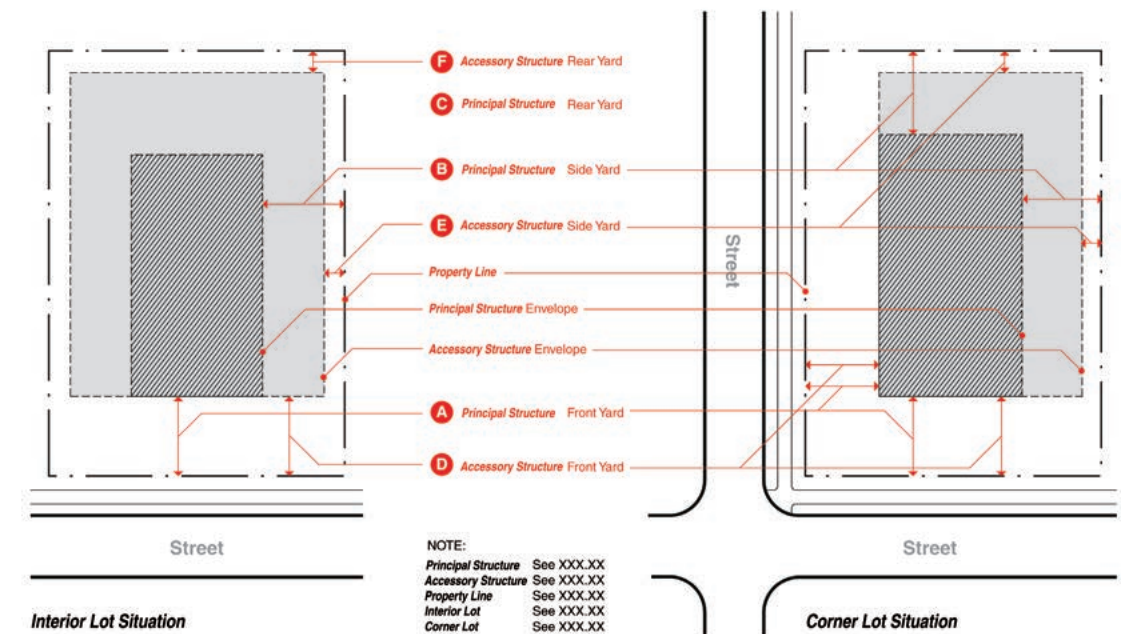 F Accessory Structure Rear Yard
C Principal Structure Rear Yard
B Principal Structure Side Yard
E Accessory Structure Side Yard
Street
Property Line
Principal Structure Envelope
Accessory Structure Envelope
A Principal Structure Front Yard
D Accessory Structure Front Yard
Street
Street
NOTE:
Principal Structure See XXX.XX
Accessory Structure See XXX.XX
Property Line See XXX.XX
Interior Lot See XXX.XX
Corner Lot See XXX.XX
Interior Lot Situation
Corner Lot Situation